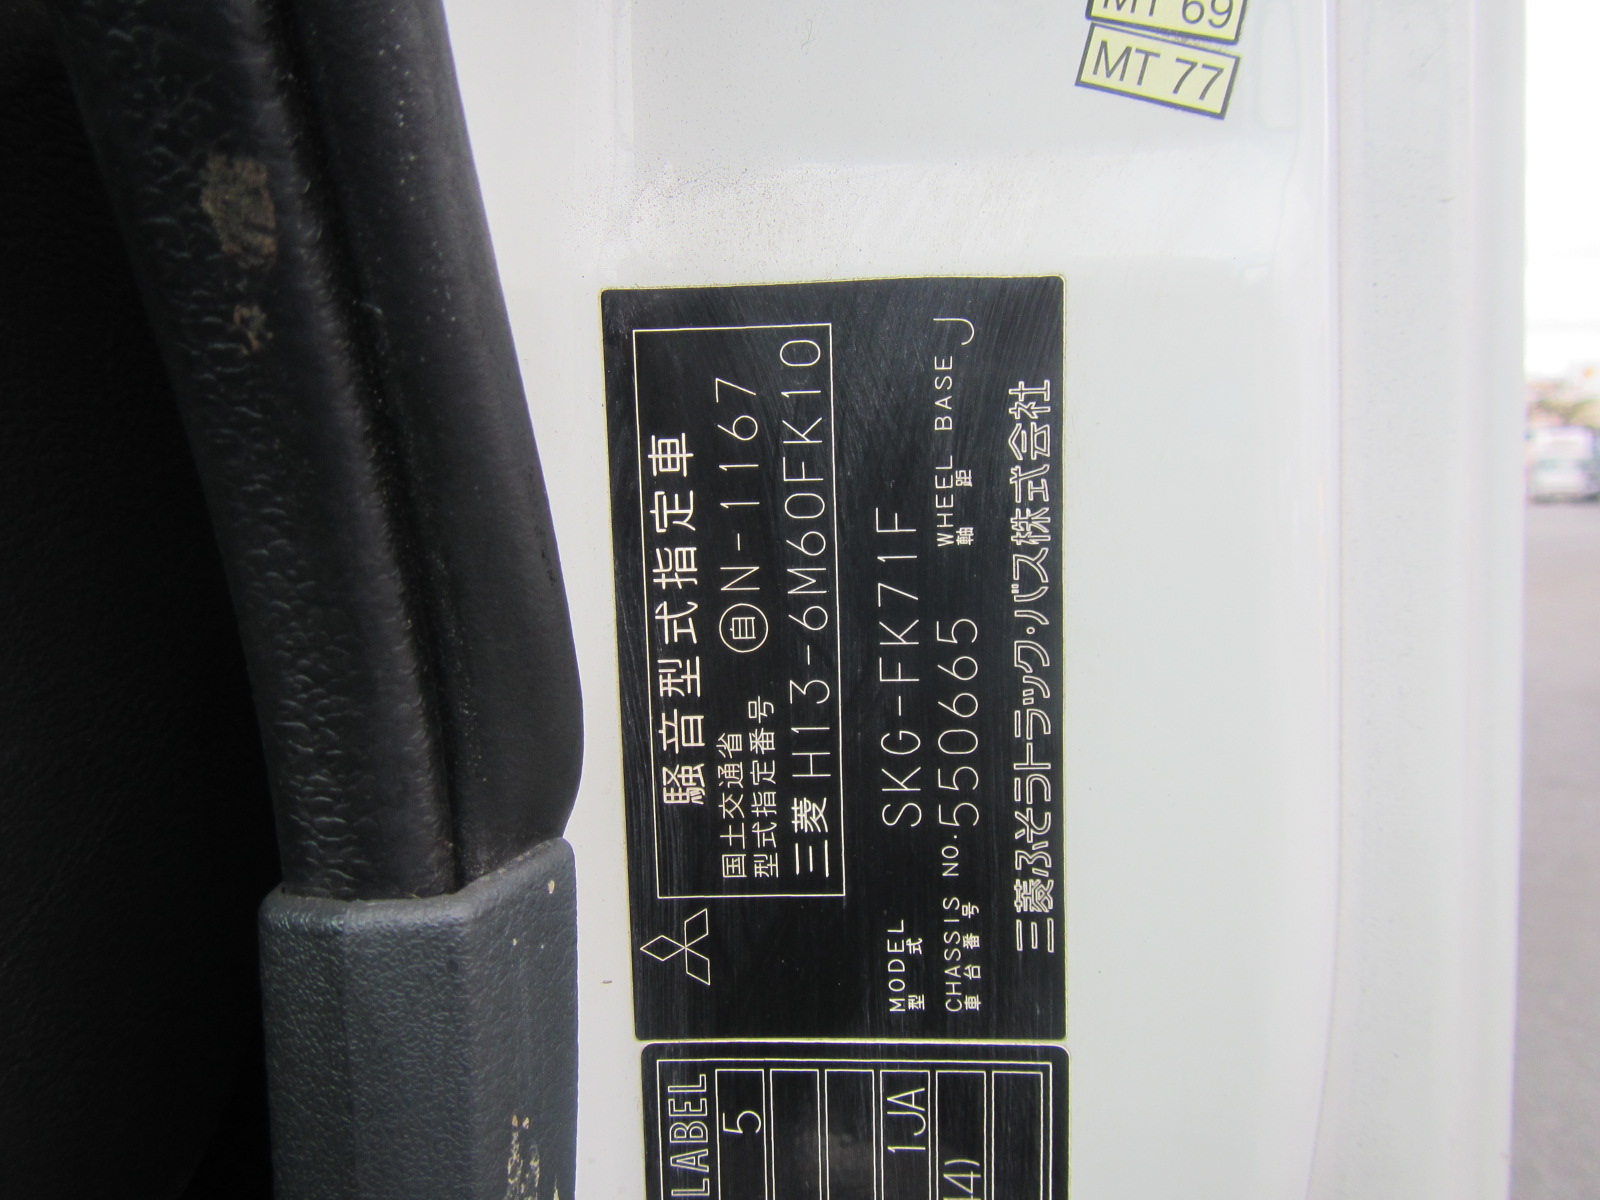 MT 69
MT 77
騒音型式指定車
国土交通省
型式指定番号
自 N-1167
三菱 H13-6M60FK10
MODEL
型式
SKG-FK71F
CHASSIS NO. 550665
車台番号
WHEEL BASE J
軸距
三菱ふそうトラック・バス株式会社
LABEL
5
1JA
44)